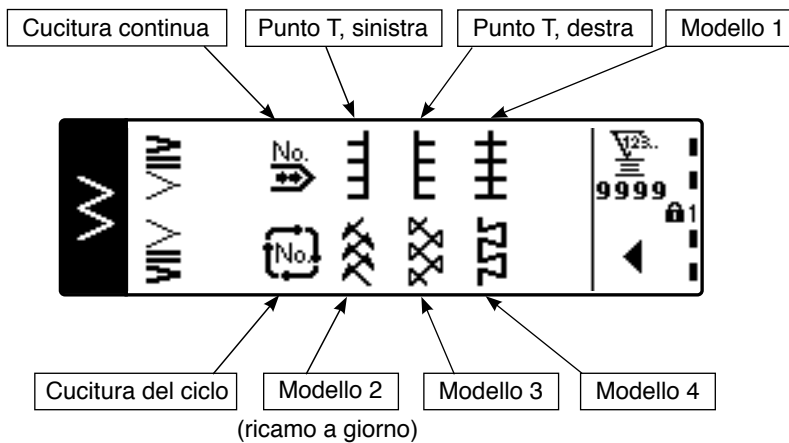 Cucitura continua
Punto T, sinistra
Punto T, destra
Modello 1
No.
123..
9999
1
No.
Cucitura del ciclo
Modello 2
(ricamo a giorno)
Modello 3
Modello 4